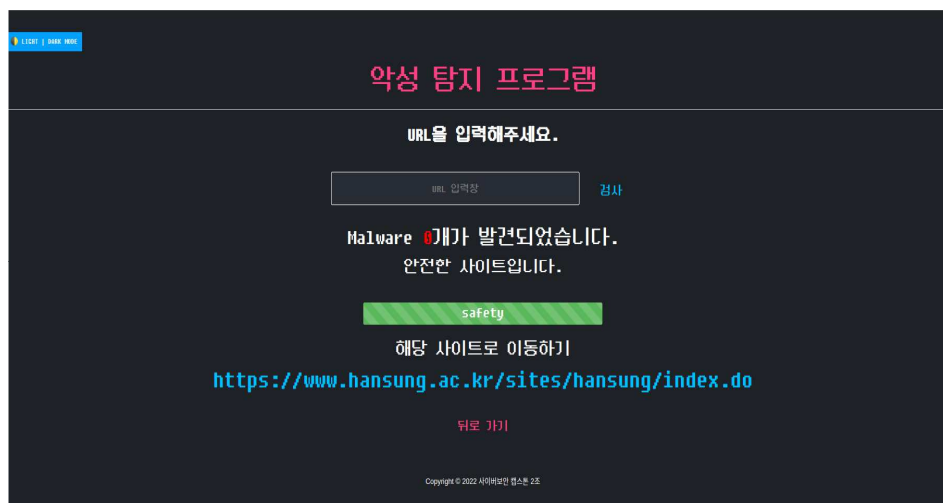 LIGHT | DARK MODE
악성 탐지 프로그램
URL을 입력해주세요.
URL 입력창 검사
Malware 0개가 발견되었습니다.
안전한 사이트입니다.
safety
해당 사이트로 이동하기
https://www.hansung.ac.kr/sites/hansung/index.do
뒤로 가기
Copyright © 2022 사이버보안 캡스톤 2조